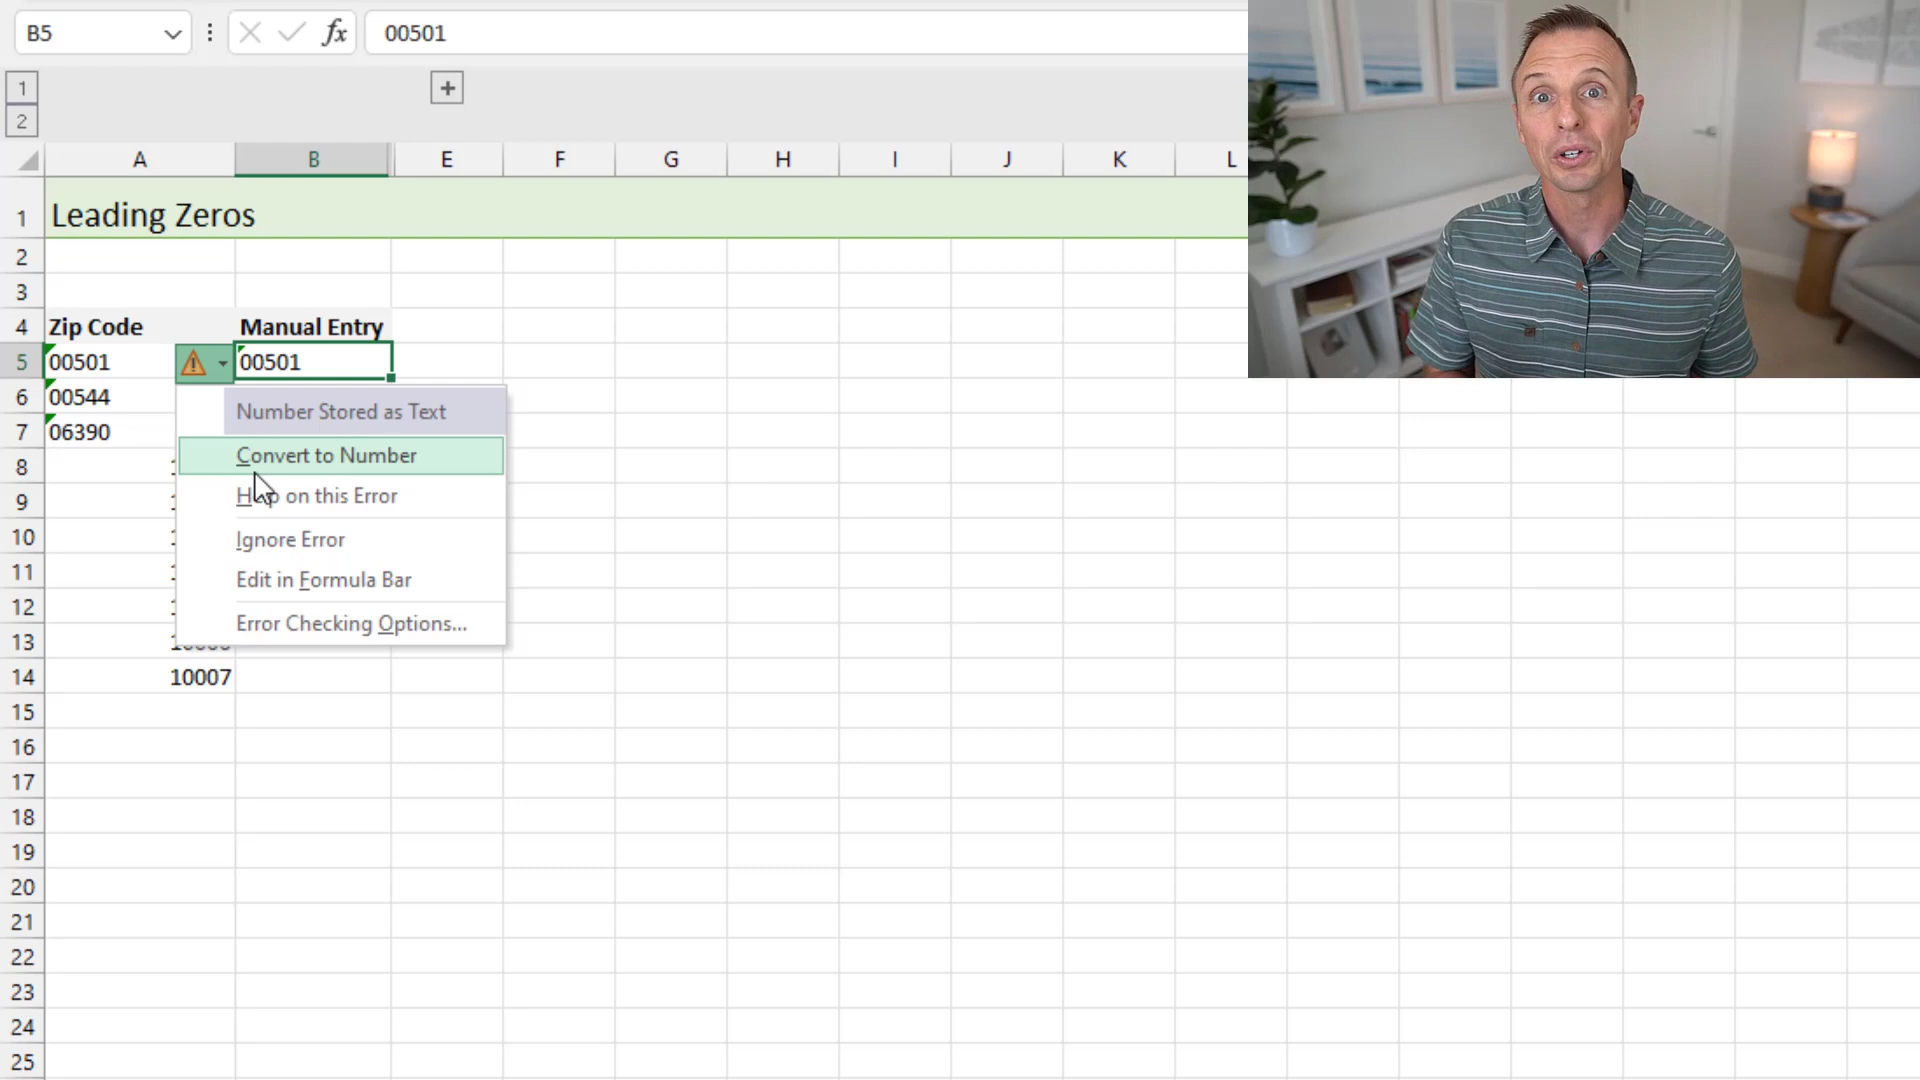 B5 fx 00501
1
2
A B E F G H I J K L
1 Leading Zeros
2
3
4 Zip Code Manual Entry
5 00501 00501
6 00544
7 06390
Number Stored as Text
Convert to Number
Help on this Error
Ignore Error
Edit in Formula Bar
Error Checking Options...
8
9
10
11
12
13
14 10007
15
16
17
18
19
20
21
22
23
24
25